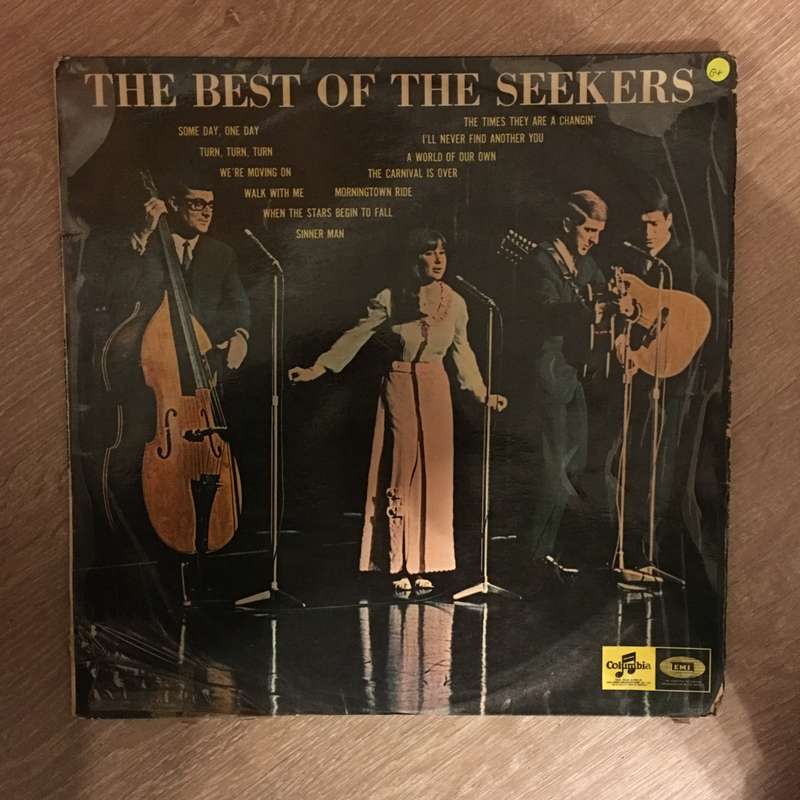 THE BEST OF THE SEEKERS
G+
SOME DAY, ONE DAY
TURN, TURN, TURN
WE'RE MOVING ON
WALK WITH ME
WHEN THE STARS BEGIN TO FALL
SINNER MAN
THE TIMES THEY ARE A CHANGIN'
I'LL NEVER FIND ANOTHER YOU
A WORLD OF OUR OWN
THE CARNIVAL IS OVER
MORNINGTOWN RIDE
Columbia
EMI